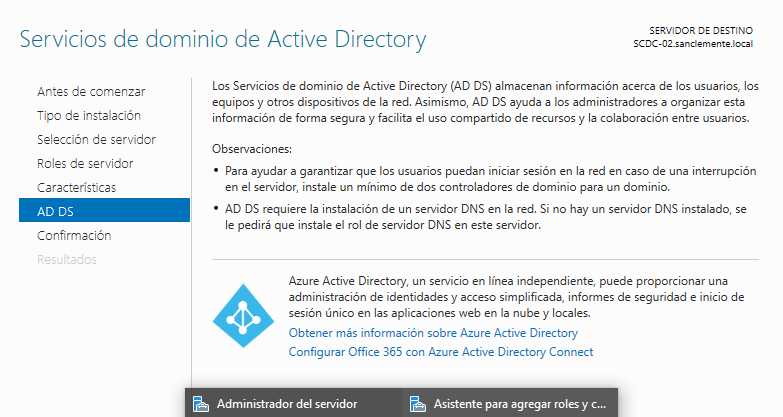 Servicios de dominio de Active Directory
SERVIDOR DE DESTINO
SCDC-02.sanclemente.local
Antes de comenzar
Tipo de instalación
Selección de servidor
Roles de servidor
Características
AD DS
Confirmación
Resultados
Los Servicios de dominio de Active Directory (AD DS) almacenan información acerca de los usuarios, los
equipos y otros dispositivos de la red. Asimismo, AD DS ayuda a los administradores a organizar esta
información de forma segura y facilita el uso compartido de recursos y la colaboración entre usuarios.
Observaciones:
• Para ayudar a garantizar que los usuarios puedan iniciar sesión en la red en caso de una interrupción
en el servidor, instale un mínimo de dos controladores de dominio para un dominio.
• AD DS requiere la instalación de un servidor DNS en la red. Si no hay un servidor DNS instalado, se
le pedirá que instale el rol de servidor DNS en este servidor.
Azure Active Directory, un servicio en línea independiente, puede proporcionar una
administración de identidades y acceso simplificada, informes de seguridad e inicio de
sesión único en las aplicaciones web en la nube y locales.
Obtener más información sobre Azure Active Directory
Configurar Office 365 con Azure Active Directory Connect
Administrador del servidor
Asistente para agregar roles y c...